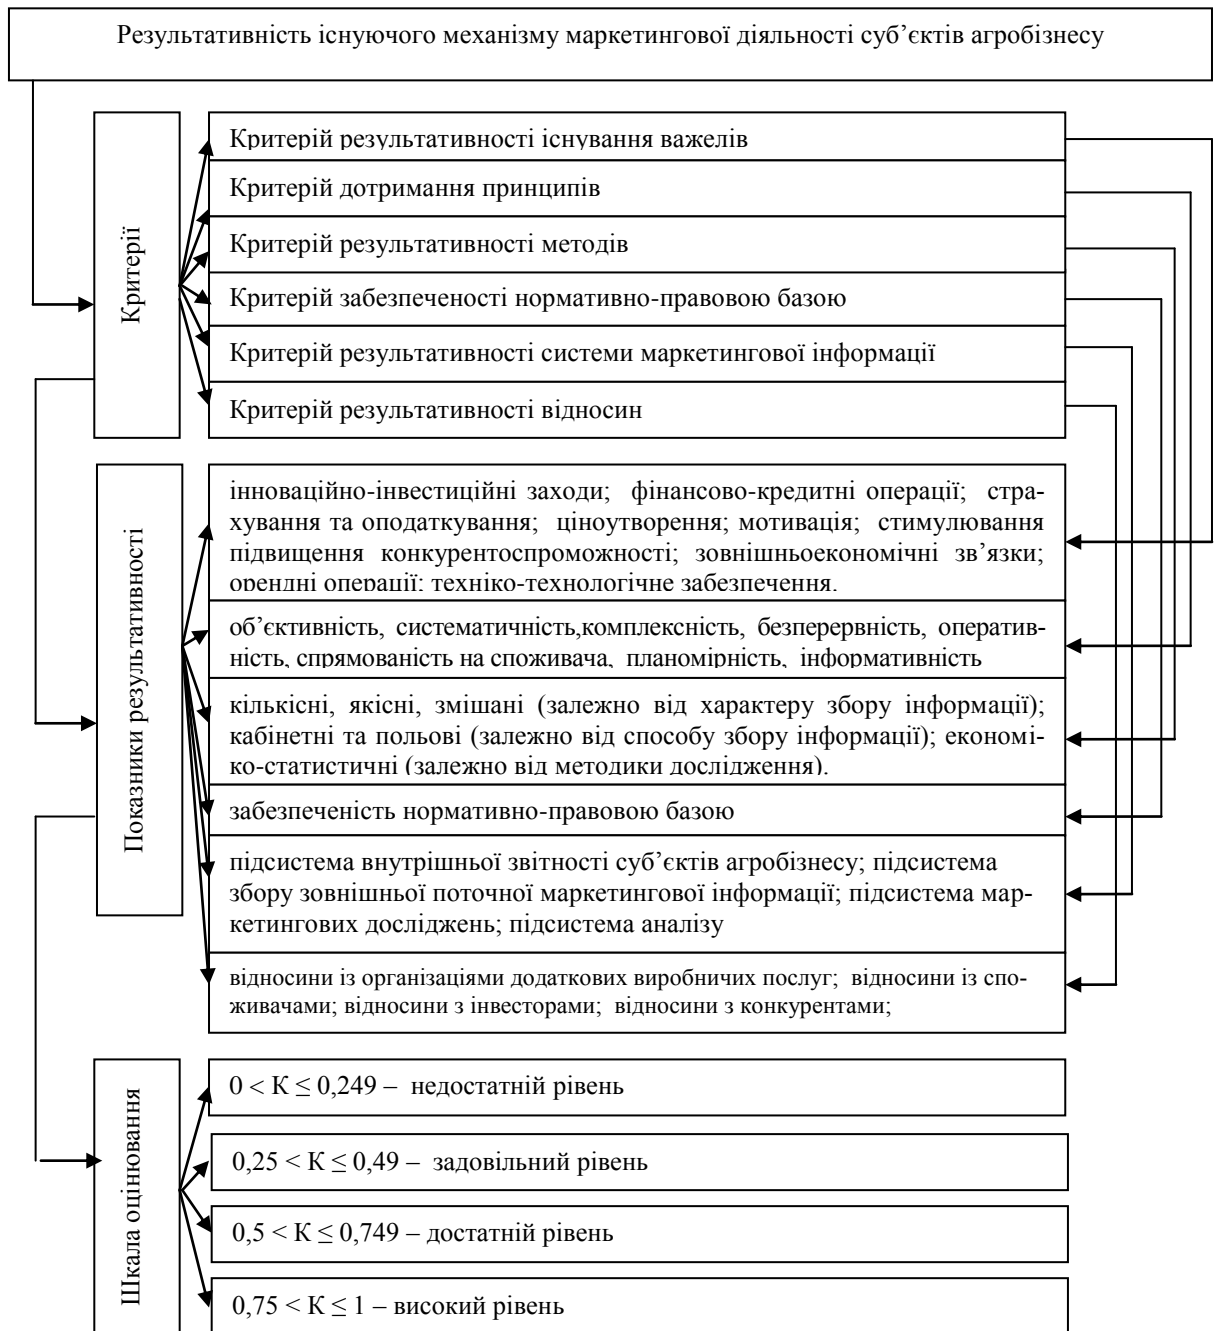 Результативність існуючого механізму маркетингової діяльності суб’єктів агробізнесу
Критерії
Критерій результативності існування важелів
Критерій дотримання принципів
Критерій результативності методів
Критерій забезпеченості нормативно-правовою базою
Критерій результативності системи маркетингової інформації
Критерій результативності відносин
Показники результативності
інноваційно-інвестиційні заходи; фінансово-кредитні операції; стра-
хування та оподаткування; ціноутворення; мотивація; стимулювання
підвищення конкурентоспроможності; зовнішньоекономічні зв’язки;
орендні операції; техніко-технологічне забезпечення.
об’єктивність, систематичність,комплексність, безперервність, оператив-
ність, спрямованість на споживача, планомірність, інформативність
кількісні, якісні, змішані (залежно від характеру збору інформації);
кабінетні та польові (залежно від способу збору інформації); економі-
ко-статистичні (залежно від методики дослідження).
забезпеченість нормативно-правовою базою
підсистема внутрішньої звітності суб’єктів агробізнесу; підсистема
збору зовнішньої поточної маркетингової інформації; підсистема мар-
кетингових досліджень; підсистема аналізу
відносини із організаціями додаткових виробничих послуг; відносини із спо-
живачами; відносини з інвесторами; відносини з конкурентами;
Шкала оцінювання
0 < К ≤ 0,249 – недостатній рівень
0,25 < К ≤ 0,49 – задовільний рівень
0,5 < К ≤ 0,749 – достатній рівень
0,75 < К ≤ 1 – високий рівень